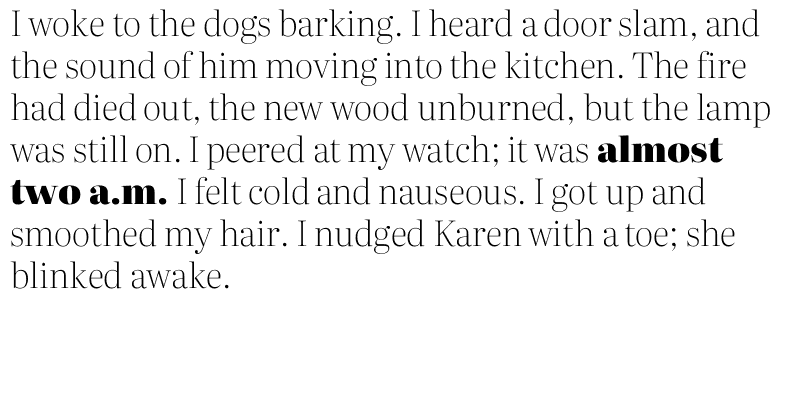 I woke to the dogs barking. I heard a door slam, and
the sound of him moving into the kitchen. The fire
had died out, the new wood unburned, but the lamp
was still on. I peered at my watch; it was almost
two a.m. I felt cold and nauseous. I got up and
smoothed my hair. I nudged Karen with a toe; she
blinked awake.